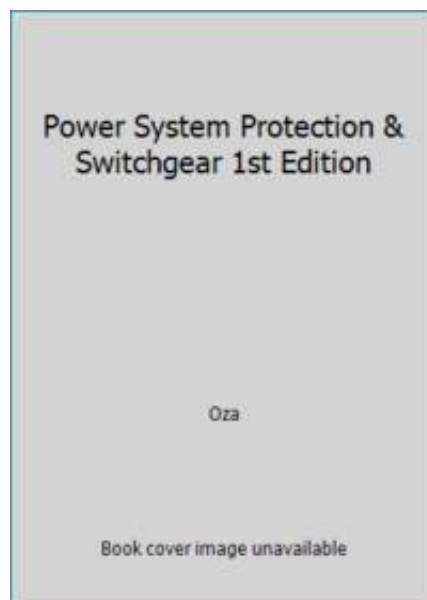 Power System Protection &
Switchgear 1st Edition
Oza
Book cover image unavailable